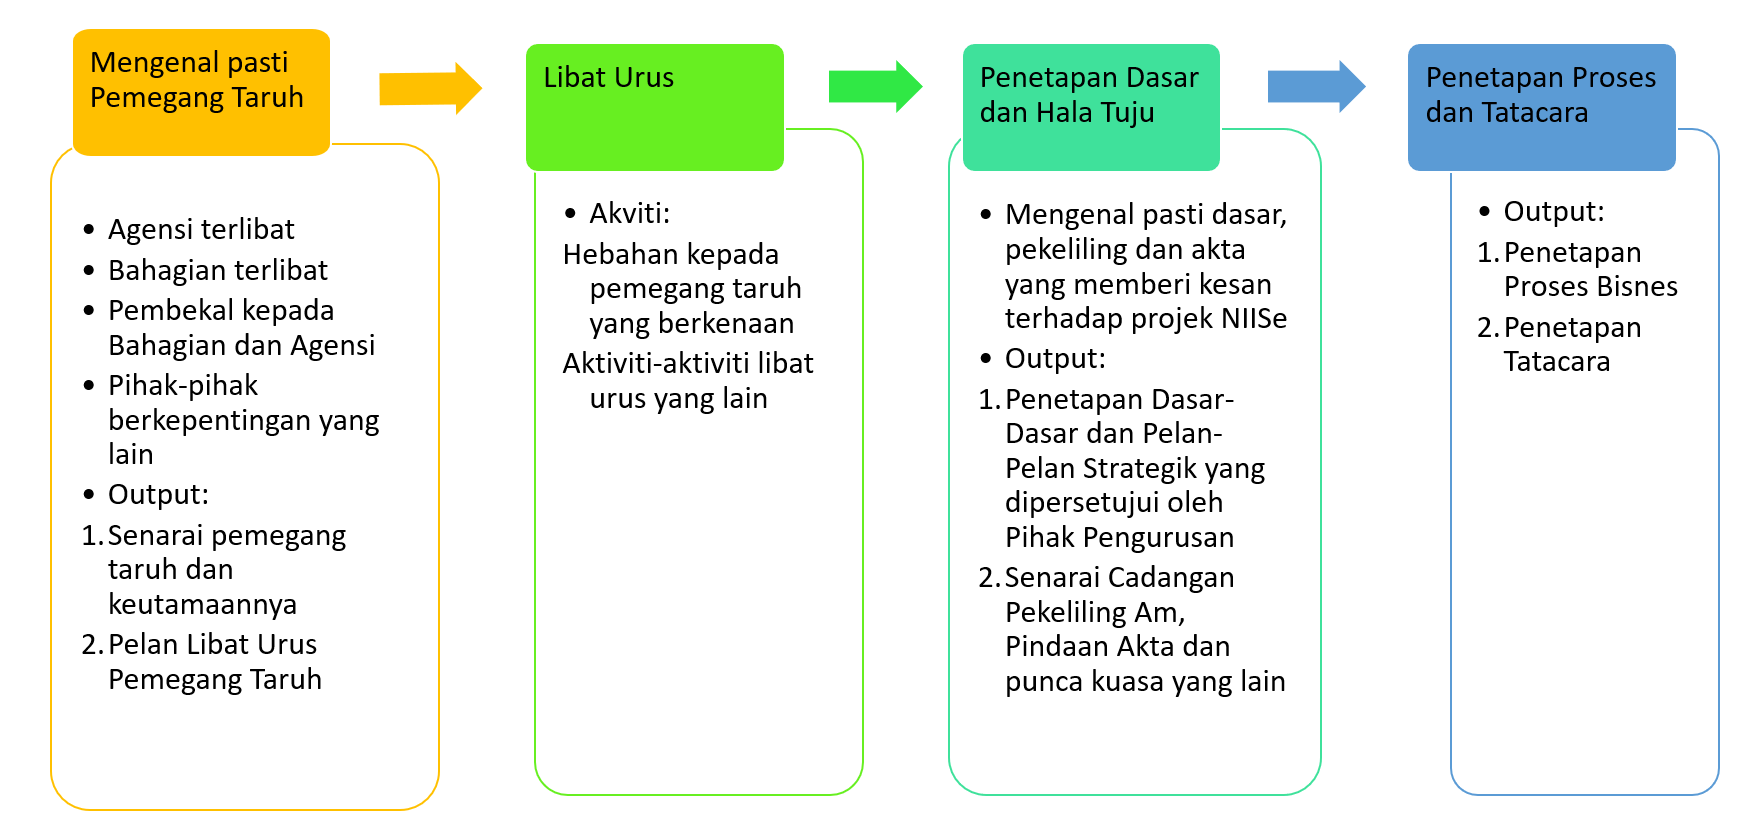 Mengenal pasti
Pemegang Taruh
• Agensi terlibat
• Bahagian terlibat
• Pembekal kepada
Bahagian dan Agensi
• Pihak-pihak
berkepentingan yang
lain
• Output:
1. Senarai pemegang
taruh dan
keutamaannya
2. Pelan Libat Urus
Pemegang Taruh
Libat Urus
• Akviti:
Hebahan kepada
pemegang taruh
yang berkenaan
Aktiviti-aktiviti libat
urus yang lain
Penetapan Dasar
dan Hala Tuju
• Mengenal pasti dasar,
pekeliling dan akta
yang memberi kesan
terhadap projek NIISe
• Output:
1. Penetapan Dasar-
Dasar dan Pelan-
Pelan Strategik yang
dipersetujui oleh
Pihak Pengurusan
2. Senarai Cadangan
Pekeliling Am,
Pindaan Akta dan
punca kuasa yang lain
Penetapan Proses
dan Tatacara
• Output:
1. Penetapan
Proses Bisnes
2. Penetapan
Tatacara